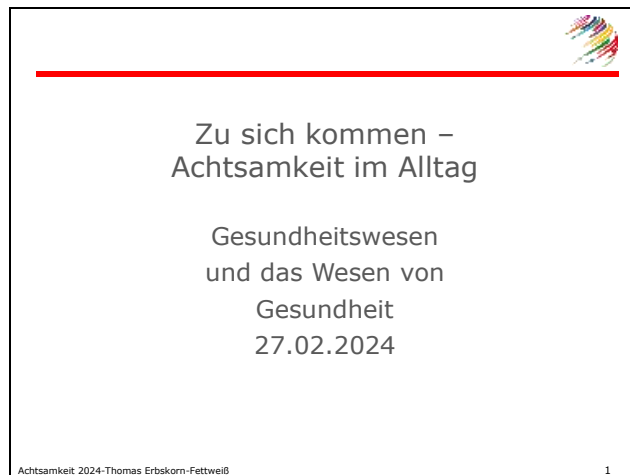 Zu sich kommen –
Achtsamkeit im Alltag
Gesundheitswesen
und das Wesen von
Gesundheit
27.02.2024
Achtsamkeit 2024-Thomas Erbskorn-Fettweiß
1